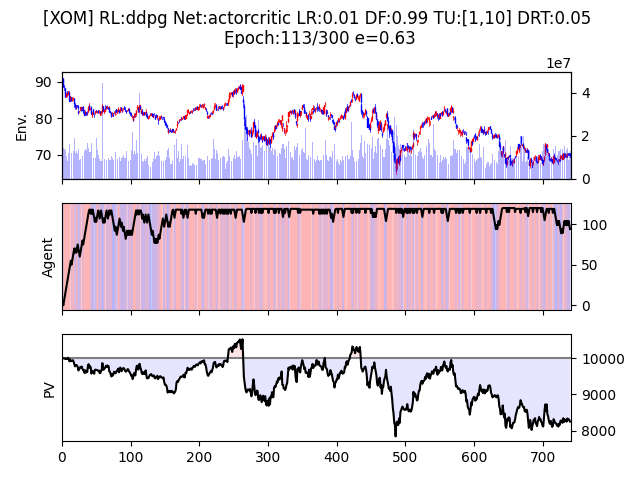 [XOM] RL:ddpg Net:actorcritic LR:0.01 DF:0.99 TU:[1,10] DRT:0.05
Epoch:113/300 e=0.63
1e7
90
80
70
Env.
4
2
0
Agent
100
50
0
PV
10000
9000
8000
0 100 200 300 400 500 600 700